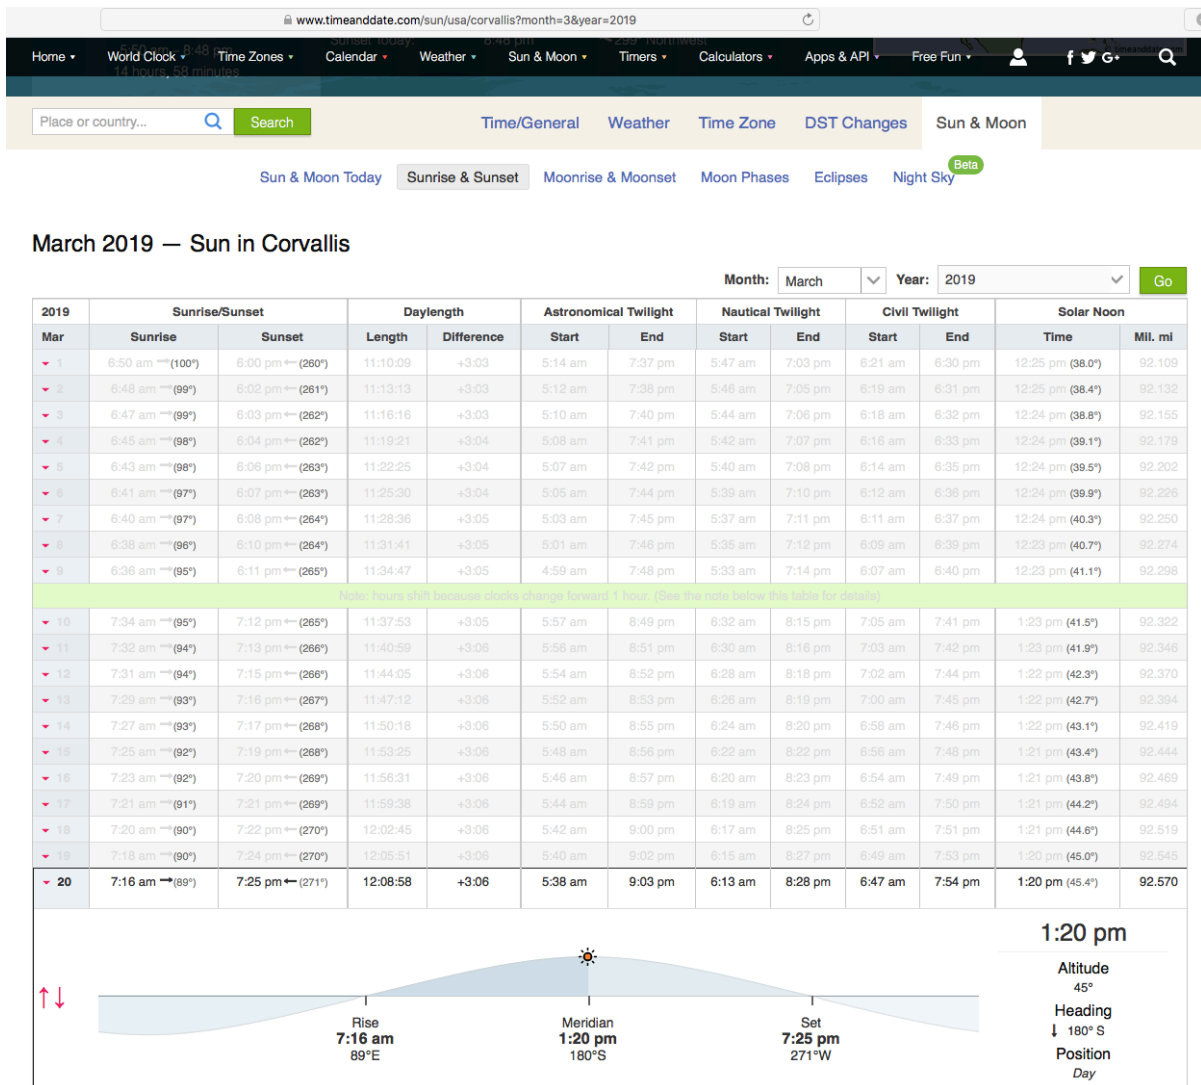 www.timeanddate.com/sun/usa/corvallis?month=3&year=2019
Sunset Today: 8:48 pm 299° Northwest
5:50 am – 8:48 pm
14 hours, 58 minutes
timeanddate.com
Home World Clock Time Zones Calendar Weather Sun & Moon Timers Calculators Apps & API Free Fun f G+
Place or country... Search Time/General Weather Time Zone DST Changes Sun & Moon
Beta
Sun & Moon Today Sunrise & Sunset Moonrise & Moonset Moon Phases Eclipses Night Sky
March 2019 — Sun in Corvallis
Month: March Year: 2019 Go
2019 Sunrise/Sunset Daylength Astronomical Twilight Nautical Twilight Civil Twilight Solar Noon
Mar Sunrise Sunset Length Difference Start End Start End Start End Time Mil. mi
1 6:50 am →(100°) 6:00 pm ←(260°) 11:10:09 +3:03 5:14 am 7:37 pm 5:47 am 7:03 pm 6:21 am 6:30 pm 12:25 pm (38.0°) 92.109
2 6:48 am →(99°) 6:02 pm ←(261°) 11:13:13 +3:03 5:12 am 7:38 pm 5:46 am 7:05 pm 6:19 am 6:31 pm 12:25 pm (38.4°) 92.132
3 6:47 am →(99°) 6:03 pm ←(262°) 11:16:16 +3:03 5:10 am 7:40 pm 5:44 am 7:06 pm 6:18 am 6:32 pm 12:24 pm (38.8°) 92.155
4 6:45 am →(98°) 6:04 pm ←(262°) 11:19:21 +3:04 5:08 am 7:41 pm 5:42 am 7:07 pm 6:16 am 6:33 pm 12:24 pm (39.1°) 92.179
5 6:43 am →(98°) 6:06 pm ←(263°) 11:22:25 +3:04 5:07 am 7:42 pm 5:40 am 7:08 pm 6:14 am 6:35 pm 12:24 pm (39.5°) 92.202
6 6:41 am →(97°) 6:07 pm ←(263°) 11:25:30 +3:04 5:05 am 7:44 pm 5:39 am 7:10 pm 6:12 am 6:36 pm 12:24 pm (39.9°) 92.226
7 6:40 am →(97°) 6:08 pm ←(264°) 11:28:36 +3:05 5:03 am 7:45 pm 5:37 am 7:11 pm 6:11 am 6:37 pm 12:24 pm (40.3°) 92.250
8 6:38 am →(96°) 6:10 pm ←(264°) 11:31:41 +3:05 5:01 am 7:46 pm 5:35 am 7:12 pm 6:09 am 6:39 pm 12:23 pm (40.7°) 92.274
9 6:36 am →(95°) 6:11 pm ←(265°) 11:34:47 +3:05 4:59 am 7:48 pm 5:33 am 7:14 pm 6:07 am 6:40 pm 12:23 pm (41.1°) 92.298
Note: hours shift because clocks change forward 1 hour. (See the note below this table for details)
10 7:34 am →(95°) 7:12 pm ←(265°) 11:37:53 +3:05 5:57 am 8:49 pm 6:32 am 8:15 pm 7:05 am 7:41 pm 1:23 pm (41.5°) 92.322
11 7:32 am →(94°) 7:13 pm ←(266°) 11:40:59 +3:06 5:56 am 8:51 pm 6:30 am 8:16 pm 7:03 am 7:42 pm 1:23 pm (41.9°) 92.346
12 7:31 am →(94°) 7:15 pm ←(266°) 11:44:05 +3:06 5:54 am 8:52 pm 6:28 am 8:18 pm 7:02 am 7:44 pm 1:22 pm (42.3°) 92.370
13 7:29 am →(93°) 7:16 pm ←(267°) 11:47:12 +3:06 5:52 am 8:53 pm 6:26 am 8:19 pm 7:00 am 7:45 pm 1:22 pm (42.7°) 92.394
14 7:27 am →(93°) 7:17 pm ←(268°) 11:50:18 +3:06 5:50 am 8:55 pm 6:24 am 8:20 pm 6:58 am 7:46 pm 1:22 pm (43.1°) 92.419
15 7:25 am →(92°) 7:19 pm ←(268°) 11:53:25 +3:06 5:48 am 8:56 pm 6:22 am 8:22 pm 6:56 am 7:48 pm 1:21 pm (43.4°) 92.444
16 7:23 am →(92°) 7:20 pm ←(269°) 11:56:31 +3:06 5:46 am 8:57 pm 6:20 am 8:23 pm 6:54 am 7:49 pm 1:21 pm (43.8°) 92.469
17 7:21 am →(91°) 7:21 pm ←(269°) 11:59:38 +3:06 5:44 am 8:59 pm 6:19 am 8:24 pm 6:52 am 7:50 pm 1:21 pm (44.2°) 92.494
18 7:20 am →(90°) 7:22 pm ←(270°) 12:02:45 +3:06 5:42 am 9:00 pm 6:17 am 8:25 pm 6:51 am 7:51 pm 1:21 pm (44.6°) 92.519
19 7:18 am →(90°) 7:24 pm ←(270°) 12:05:51 +3:06 5:40 am 9:02 pm 6:15 am 8:27 pm 6:49 am 7:53 pm 1:20 pm (45.0°) 92.545
20 7:16 am →(89°) 7:25 pm ←(271°) 12:08:58 +3:06 5:38 am 9:03 pm 6:13 am 8:28 pm 6:47 am 7:54 pm 1:20 pm (45.4°) 92.570
1:20 pm
Altitude
45°
Heading
↓ 180° S
Position
Day
Rise Meridian Set
7:16 am 1:20 pm 7:25 pm
89°E 180°S 271°W